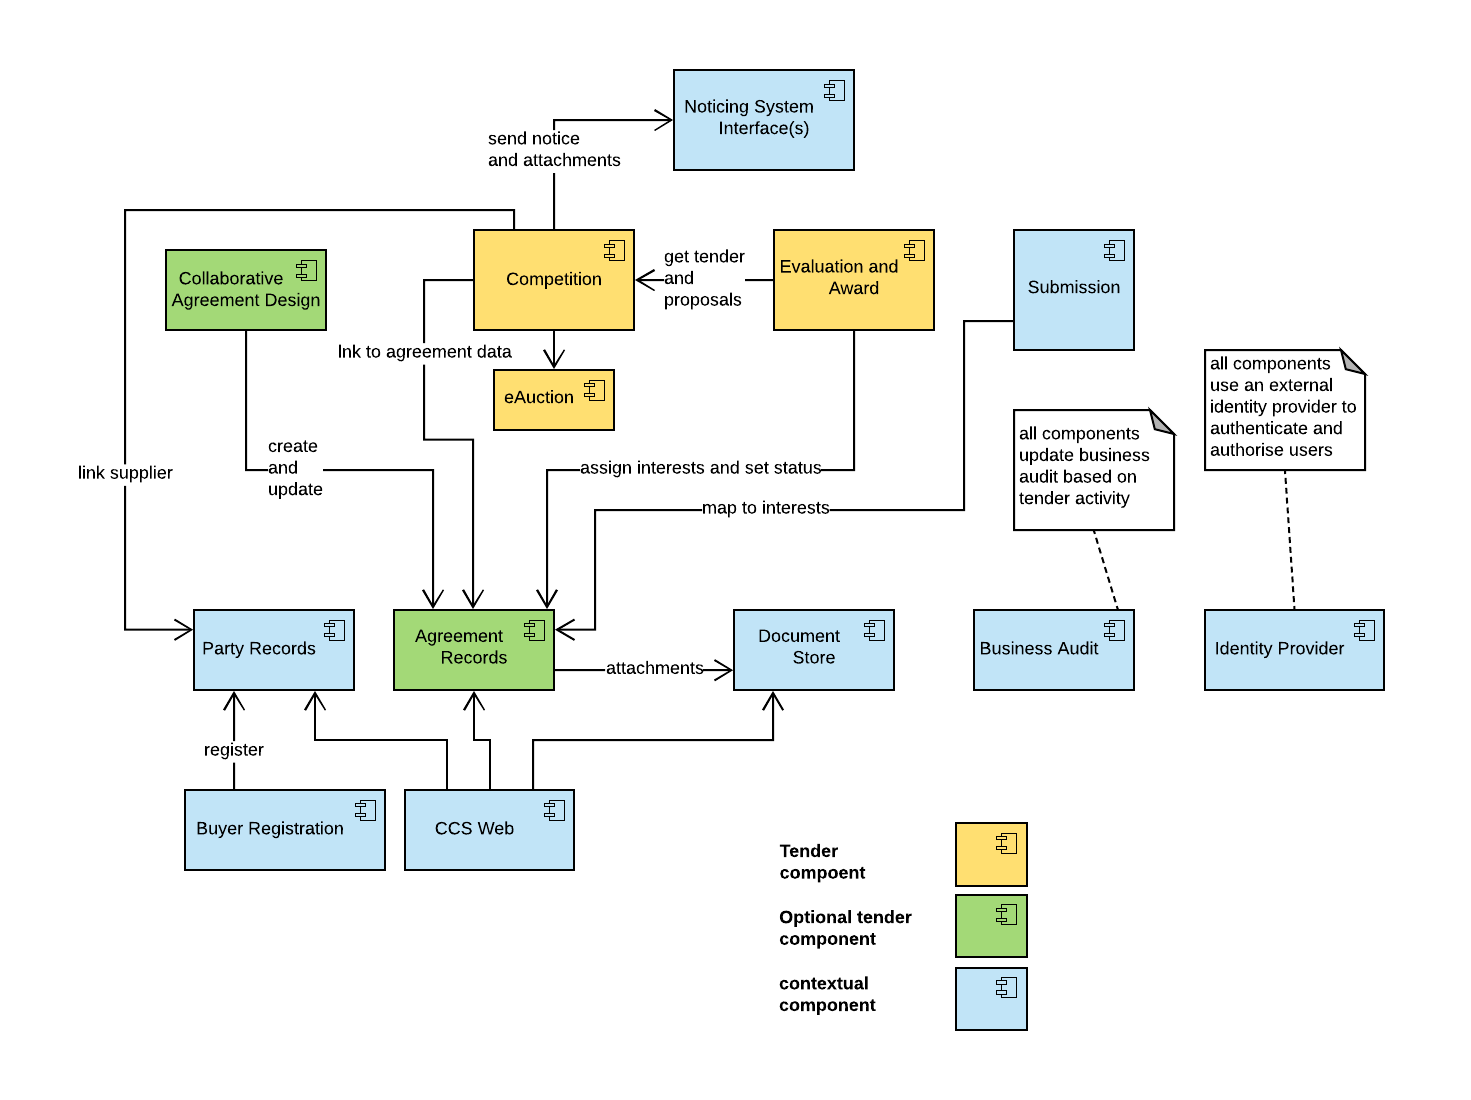 Noticing System
Interface(s)
send notice
and attachments
Collaborative
Agreement Design
Competition
get tender
and
proposals
Evaluation and
Award
Submission
lnk to agreement data
eAuction
all components
use an external
identity provider to
authenticate and
authorise users
all components
update business
audit based on
tender activity
create
and
update
link supplier
assign interests and set status
map to interests
Party Records
Agreement
Records
attachments
Document
Store
Business Audit
Identity Provider
register
Buyer Registration
CCS Web
Tender
compoent
Optional tender
component
contextual
component